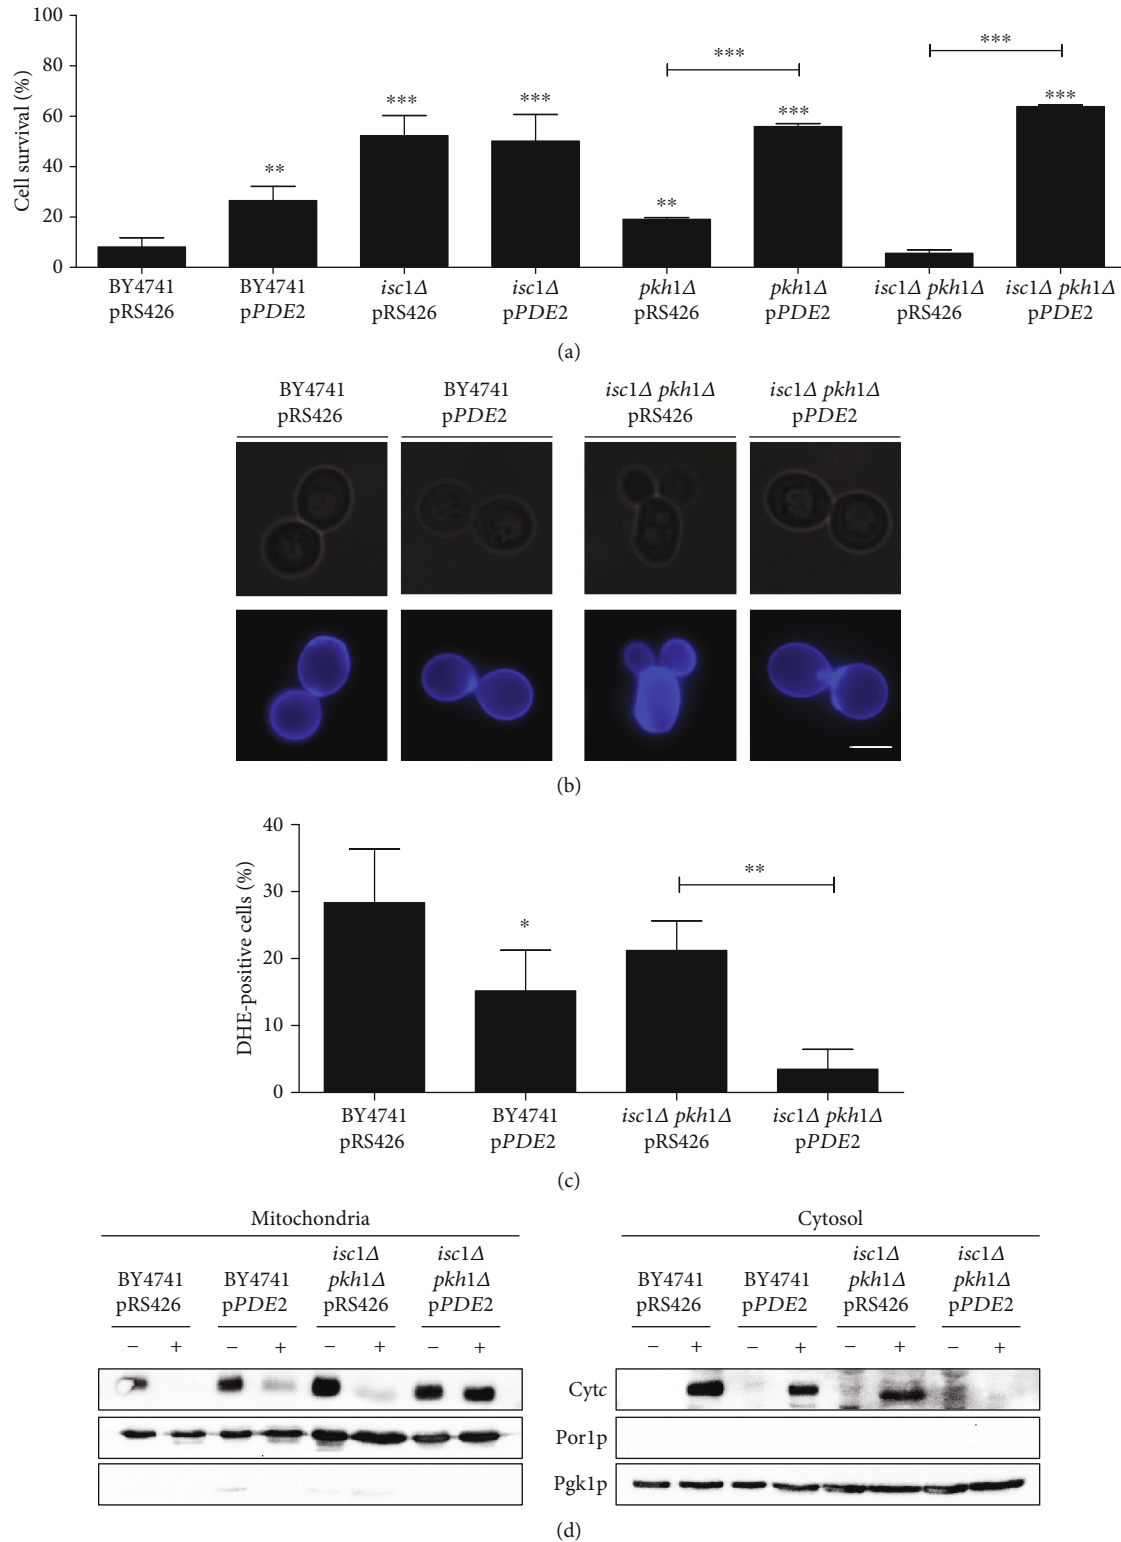 100
80
60
40
20
0
Cell survival (%)
**
***
***
**
***
***
***
***
BY4741 BY4741 isc1Δ isc1Δ pkh1Δ pkh1Δ isc1Δ pkh1Δ isc1Δ pkh1Δ
pRS426 pPDE2 pRS426 pPDE2 pRS426 pPDE2 pRS426 pPDE2
(a)
BY4741 BY4741 isc1Δ pkh1Δ isc1Δ pkh1Δ
pRS426 pPDE2 pRS426 pPDE2
(b)
40
30
20
10
0
DHE-positive cells (%)
*
**
BY4741 BY4741 isc1Δ pkh1Δ isc1Δ pkh1Δ
pRS426 pPDE2 pRS426 pPDE2
(c)
Mitochondria
isc1Δ isc1Δ
BY4741 BY4741 pkh1Δ pkh1Δ
pRS426 pPDE2 pRS426 pPDE2
− + − + − + − +
Cytosol
isc1Δ isc1Δ
BY4741 BY4741 pkh1Δ pkh1Δ
pRS426 pPDE2 pRS426 pPDE2
− + − + − + − +
Cytc
Por1p
Pgk1p
(d)